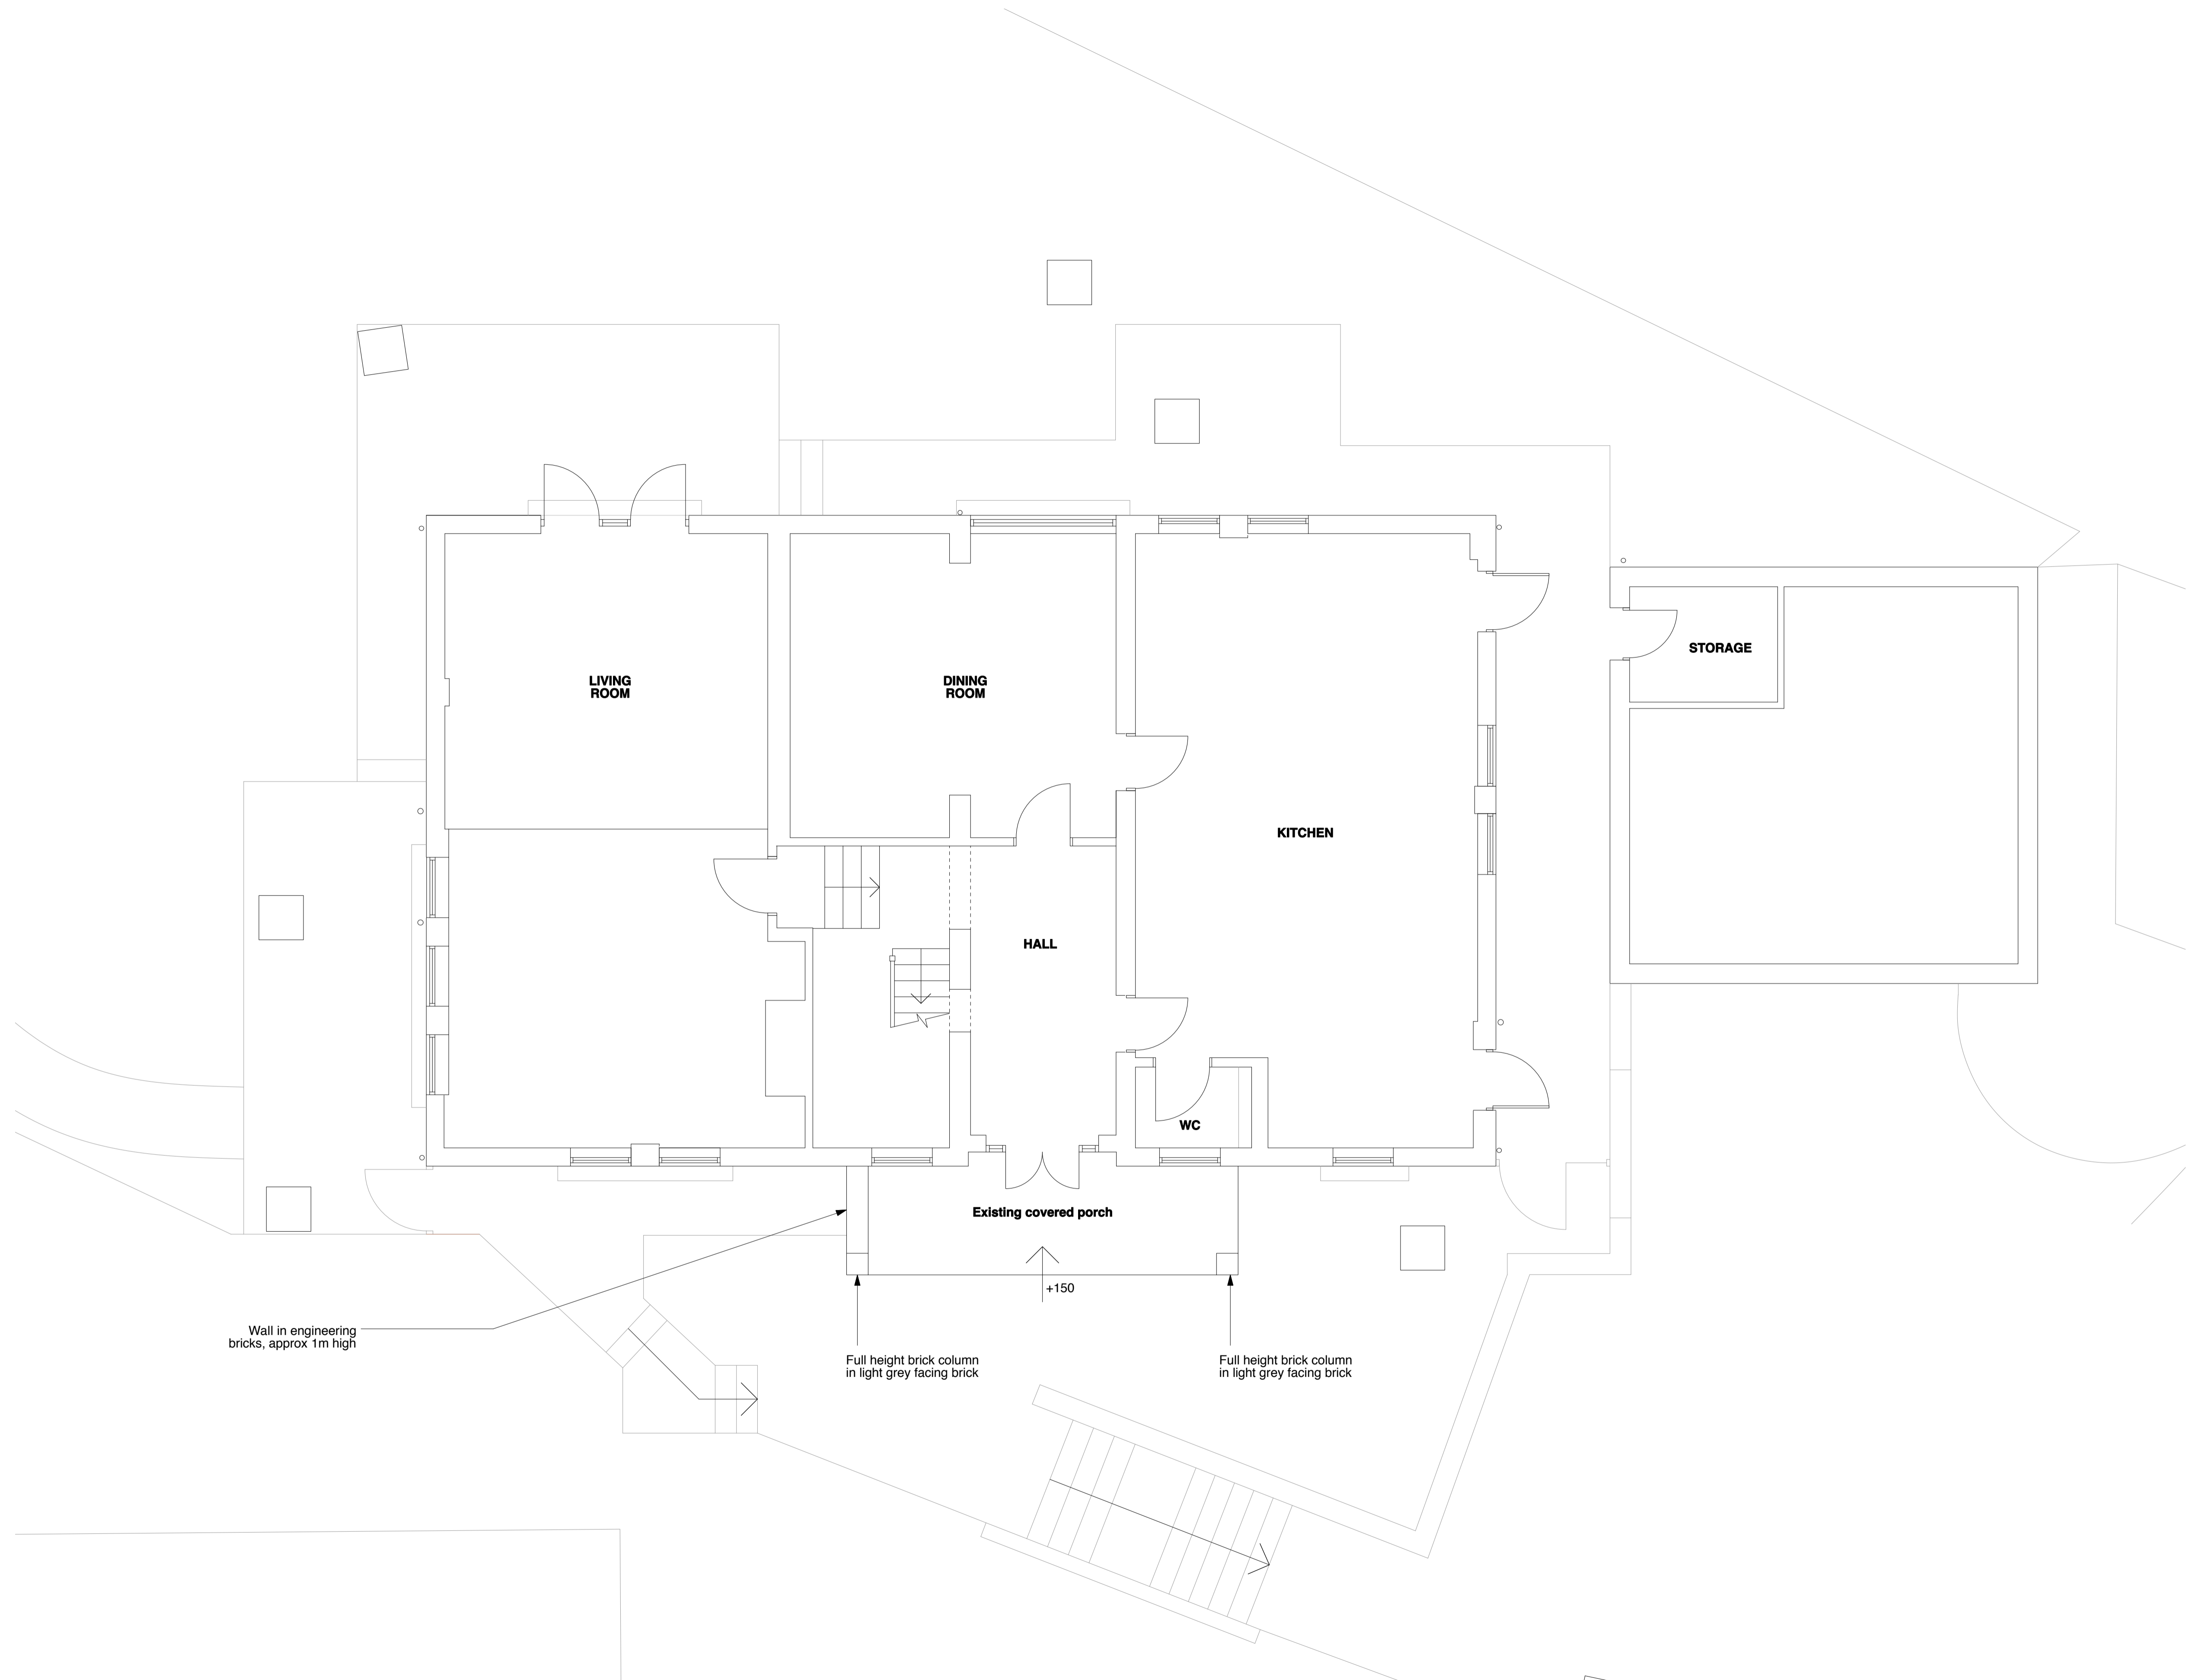 STORAGE
LIVING
ROOM
DINING
ROOM
KITCHEN
HALL
WC
Existing covered porch
+150
Wall in engineering
bricks, approx 1m high
Full height brick column
in light grey facing brick
Full height brick column
in light grey facing brick